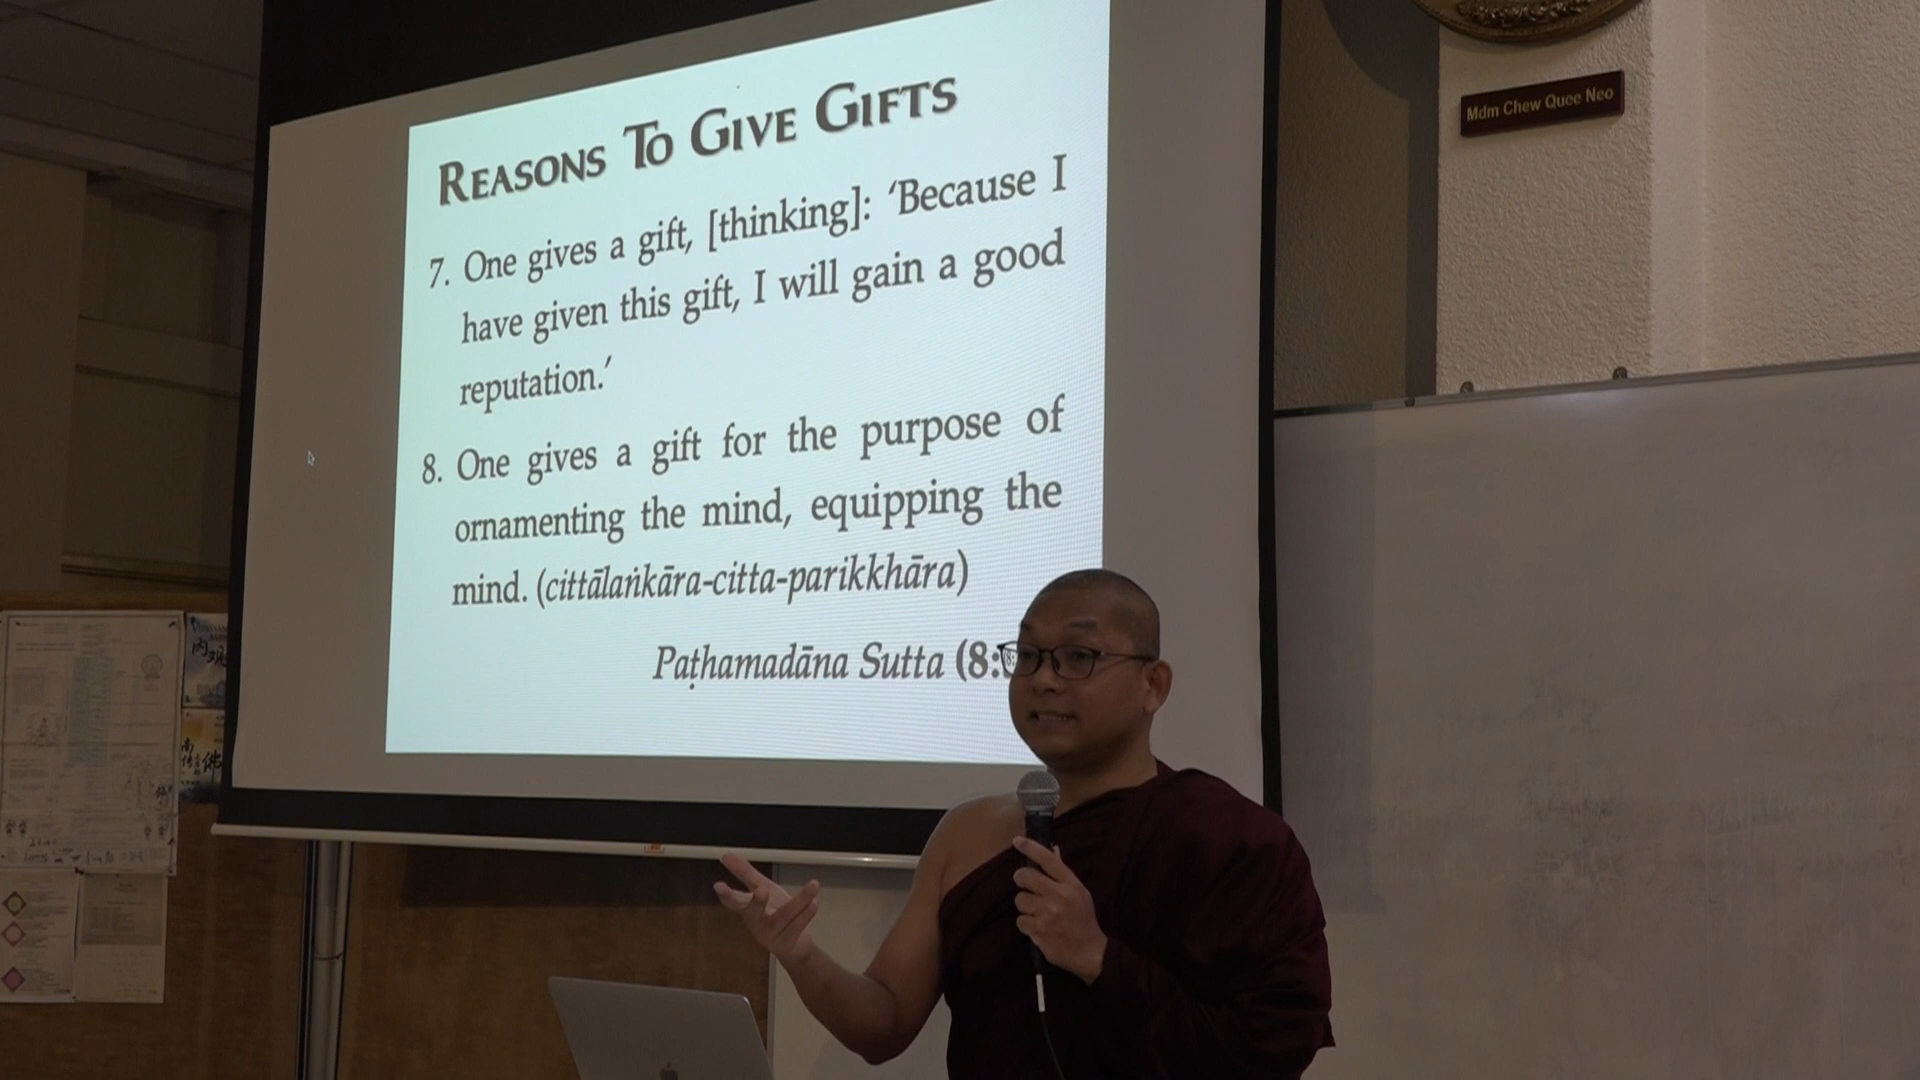 REASONS TO GIVE GIFTS
7. One gives a gift, [thinking]: ‘Because I
have given this gift, I will gain a good
reputation.’
8. One gives a gift for the purpose of
ornamenting the mind, equipping the
mind. (cittālaṅkāra-citta-parikkhāra)
Paṭhamadāna Sutta (8:
Mdm Chew Quee Neo